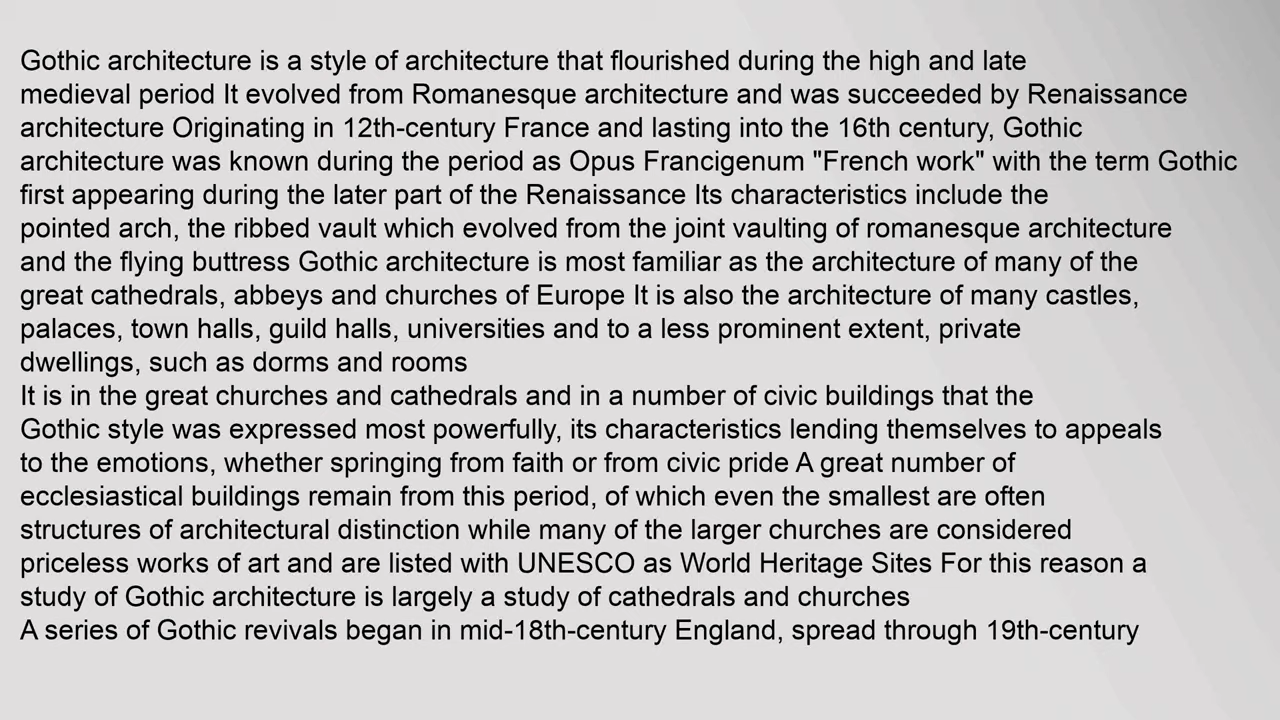 Gothic architecture is a style of architecture that flourished during the high and late
medieval period It evolved from Romanesque architecture and was succeeded by Renaissance
architecture Originating in 12th-century France and lasting into the 16th century, Gothic
architecture was known during the period as Opus Francigenum "French work" with the term Gothic
first appearing during the later part of the Renaissance Its characteristics include the
pointed arch, the ribbed vault which evolved from the joint vaulting of romanesque architecture
and the flying buttress Gothic architecture is most familiar as the architecture of many of the
great cathedrals, abbeys and churches of Europe It is also the architecture of many castles,
palaces, town halls, guild halls, universities and to a less prominent extent, private
dwellings, such as dorms and rooms
It is in the great churches and cathedrals and in a number of civic buildings that the
Gothic style was expressed most powerfully, its characteristics lending themselves to appeals
to the emotions, whether springing from faith or from civic pride A great number of
ecclesiastical buildings remain from this period, of which even the smallest are often
structures of architectural distinction while many of the larger churches are considered
priceless works of art and are listed with UNESCO as World Heritage Sites For this reason a
study of Gothic architecture is largely a study of cathedrals and churches
A series of Gothic revivals began in mid-18th-century England, spread through 19th-century